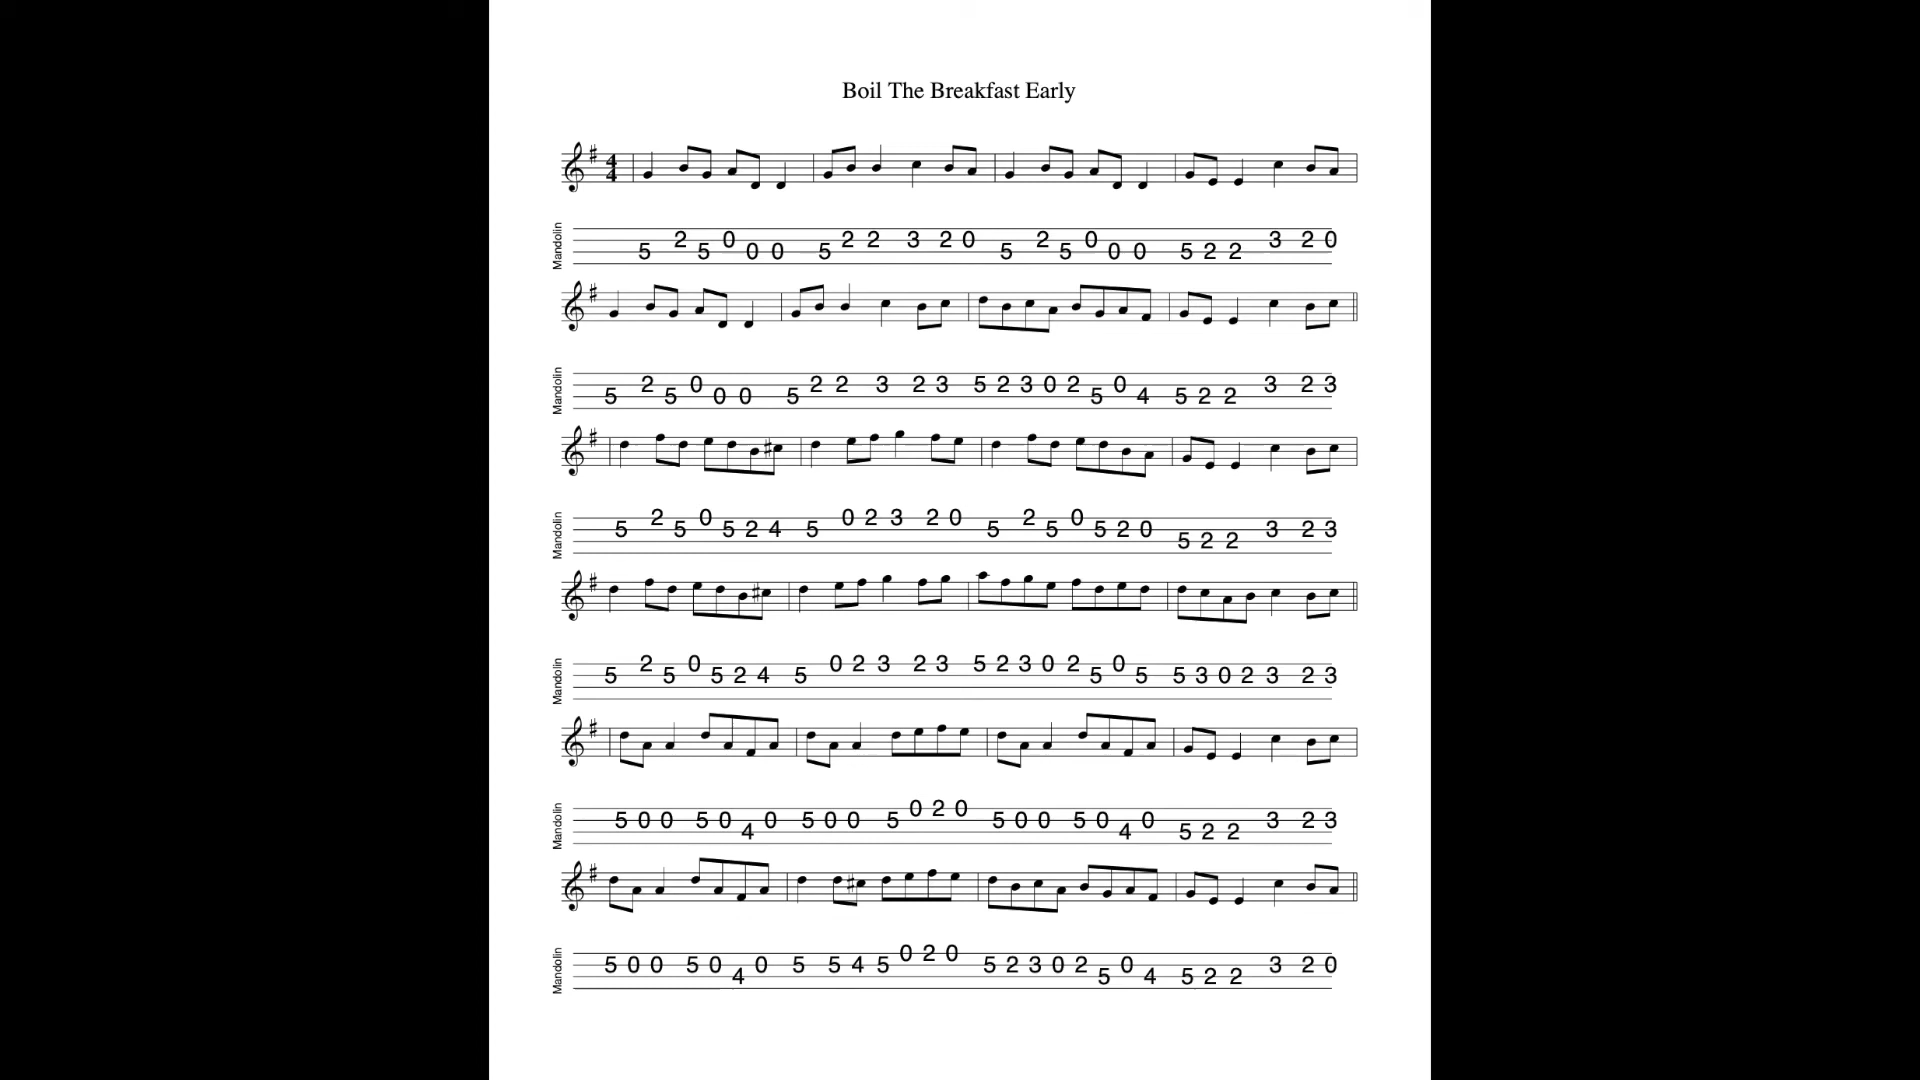 Boil The Breakfast Early
4
4
Mandolin
2 0 2 2 3 2 0 2 0 3 2 0
5 5 0 0 5 5 5 0 0 5 2 2
Mandolin
2 0 2 2 3 2 3 5 2 3 0 2 0 3 2 3
5 5 0 0 5 5 4 5 2 2
Mandolin
2 0 0 2 3 2 0 2 0
5 5 5 2 4 5 5 5 5 2 0 3 2 3
5 2 2
Mandolin
2 0 0 2 3 2 3 5 2 3 0 2 0
5 5 5 2 4 5 5 5 5 3 0 2 3 2 3
Mandolin
0 2 0
5 0 0 5 0 0 5 0 0 5 5 0 0 5 0 0 3 2 3
4 4 5 2 2
Mandolin
0 2 0
5 0 0 5 0 0 5 5 4 5 5 2 3 0 2 0 3 2 0
4 5 4 5 2 2